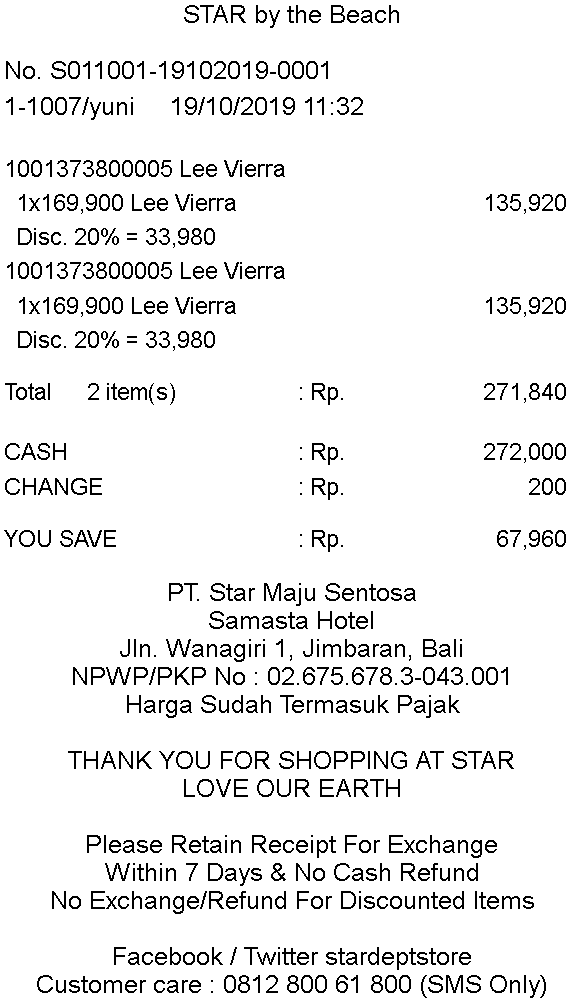 STAR by the Beach
No. S011001-19102019-0001
1-1007/yuni 19/10/2019 11:32
1001373800005 Lee Vierra
1x169,900 Lee Vierra 135,920
Disc. 20% = 33,980
1001373800005 Lee Vierra
1x169,900 Lee Vierra 135,920
Disc. 20% = 33,980
Total 2 item(s) : Rp. 271,840
CASH : Rp. 272,000
CHANGE : Rp. 200
YOU SAVE : Rp. 67,960
PT. Star Maju Sentosa
Samasta Hotel
Jln. Wanagiri 1, Jimbaran, Bali
NPWP/PKP No : 02.675.678.3-043.001
Harga Sudah Termasuk Pajak
THANK YOU FOR SHOPPING AT STAR
LOVE OUR EARTH
Please Retain Receipt For Exchange
Within 7 Days & No Cash Refund
No Exchange/Refund For Discounted Items
Facebook / Twitter stardeptstore
Customer care : 0812 800 61 800 (SMS Only)